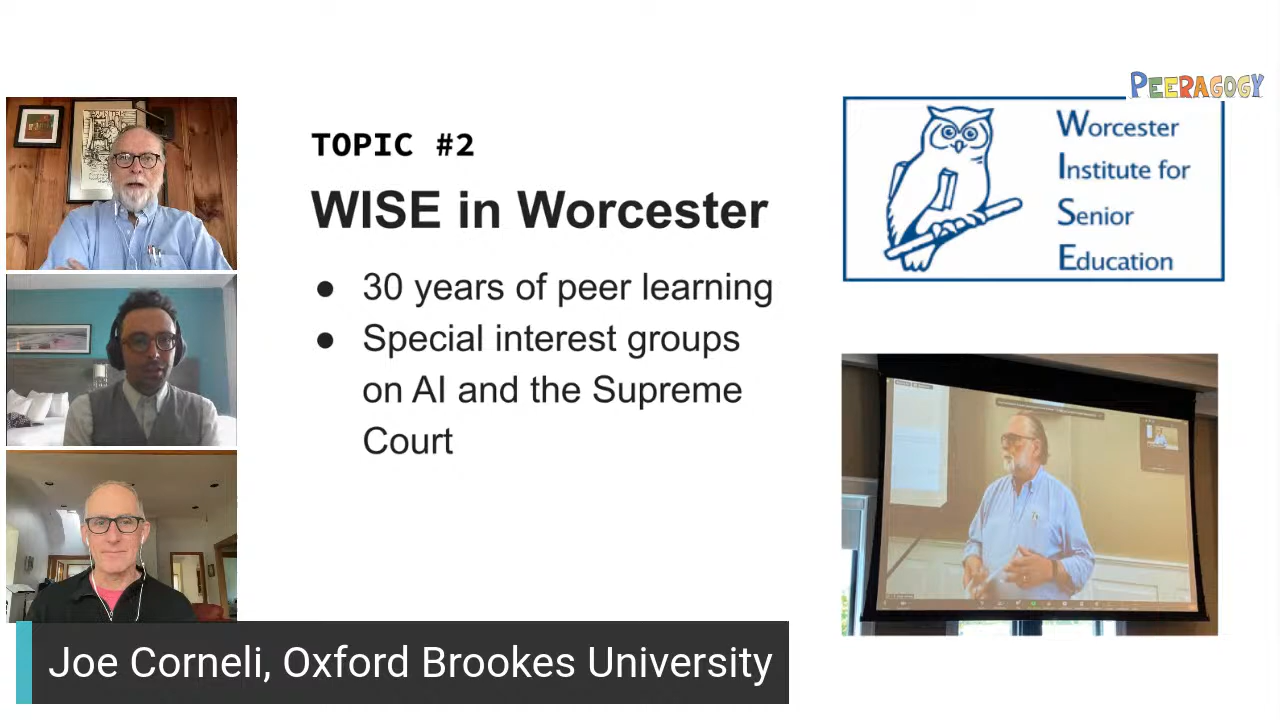 PEERAGOGY
TOPIC #2
WISE in Worcester
● 30 years of peer learning
● Special interest groups
on AI and the Supreme
Court
Worcester
Institute for
Senior
Education
Joe Corneli, Oxford Brookes University